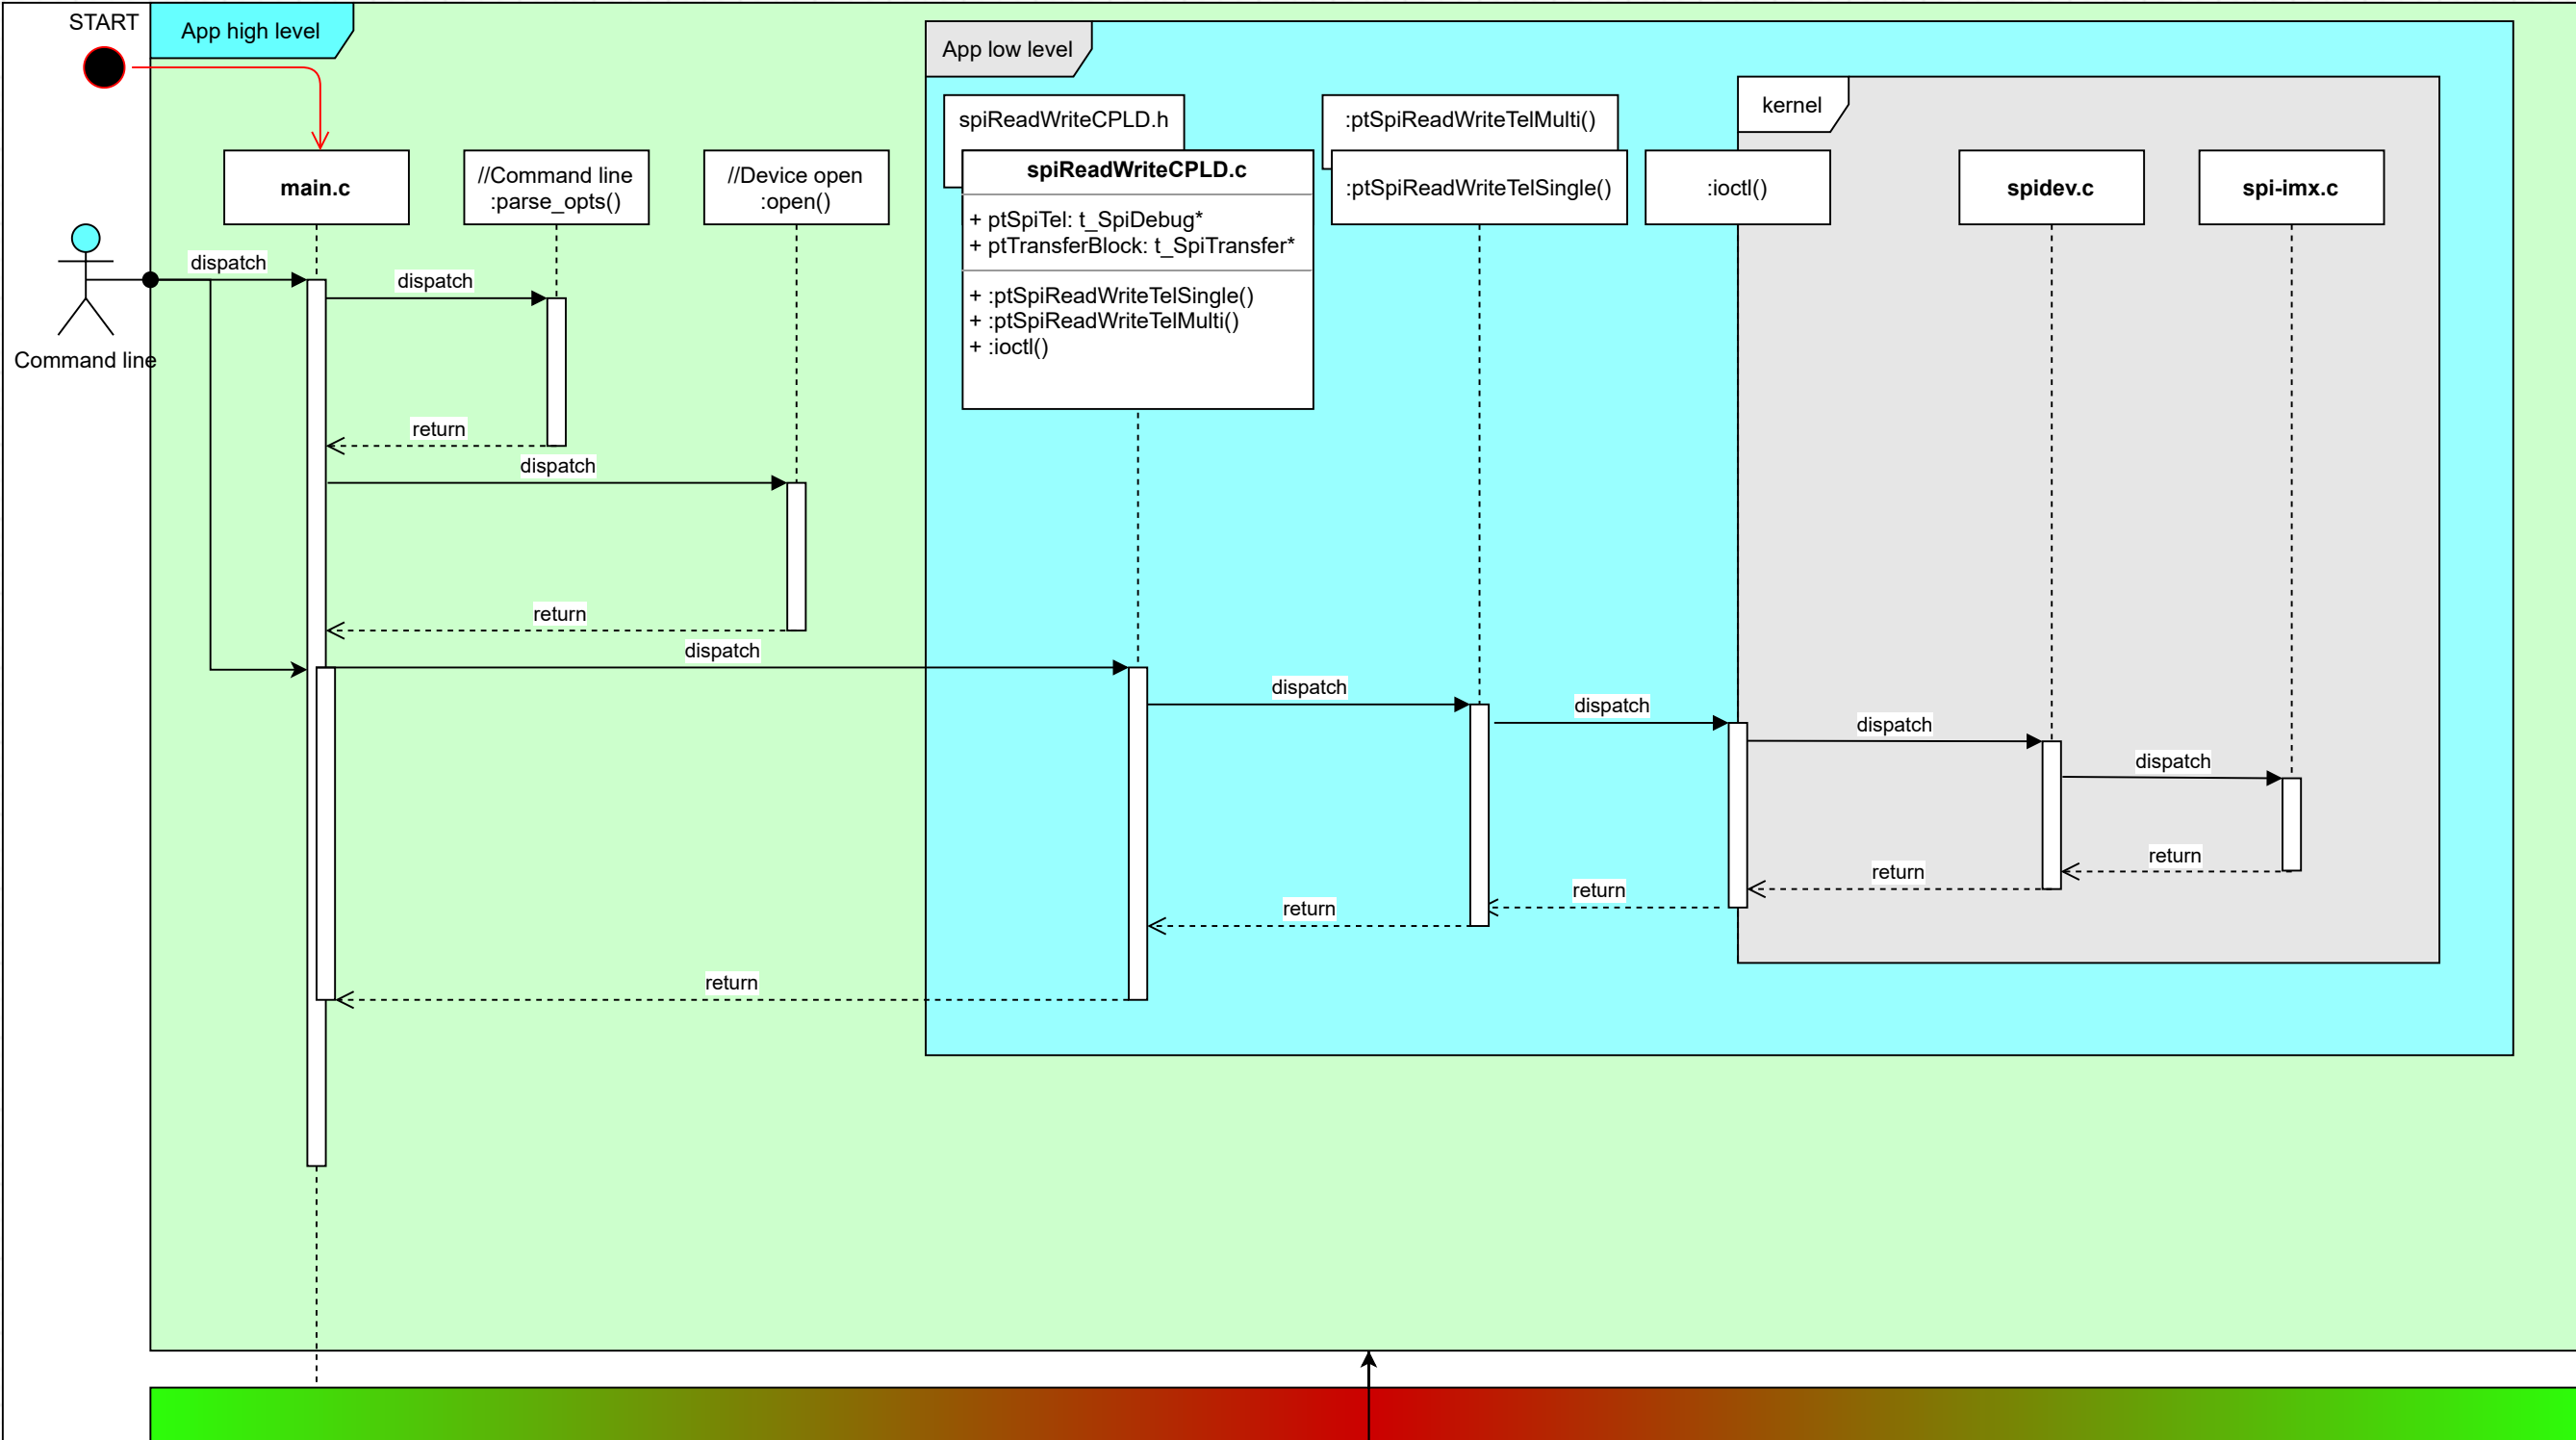 START
App high level
App low level
kernel
spiReadWriteCPLD.h
:ptSpiReadWriteTelMulti()
main.c
//Command line
:parse_opts()
//Device open
:open()
spiReadWriteCPLD.c
+ ptSpiTel: t_SpiDebug*
+ ptTransferBlock: t_SpiTransfer*
+ :ptSpiReadWriteTelSingle()
+ :ptSpiReadWriteTelMulti()
+ :ioctl()
:ptSpiReadWriteTelSingle()
:ioctl()
spidev.c
spi-imx.c
Command line
dispatch
dispatch
return
dispatch
return
dispatch
dispatch
dispatch
dispatch
dispatch
return
return
return
return
return